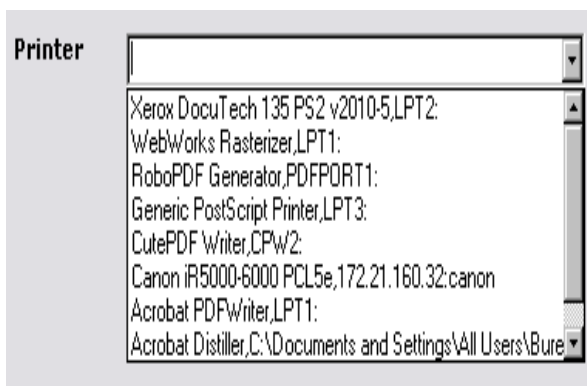 Printer
Xerox DocuTech 135 PS2 v2010-5,LPT2:
WebWorks Rasterizer,LPT1:
RoboPDF Generator,PDFPORT1:
Generic PostScript Printer,LPT3:
CutePDF Writer,CPW2:
Canon iR5000-6000 PCL5e,172.21.160.32:canon
Acrobat PDFWriter,LPT1:
Acrobat Distiller,C:\Documents and Settings\All Users\Bure